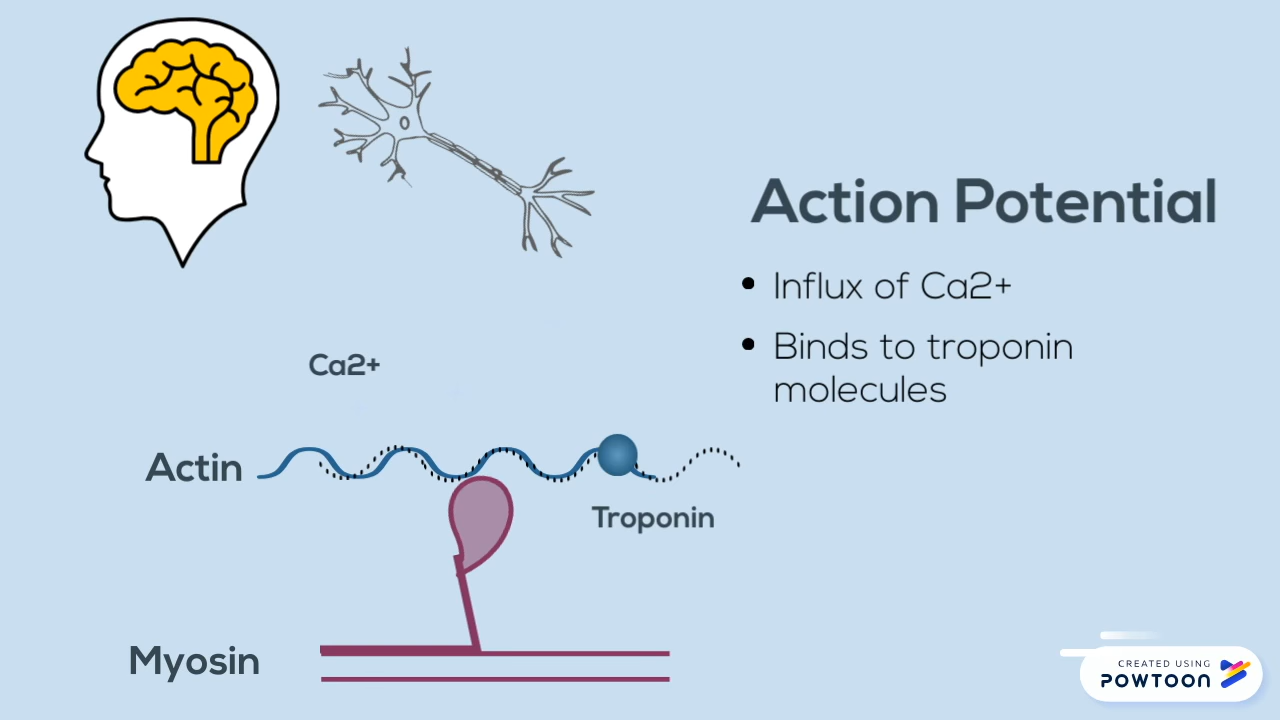 Action Potential
Influx of Ca2+
Binds to troponin
molecules
Ca2+
Actin
Troponin
Myosin
CREATED USING
POWTOON